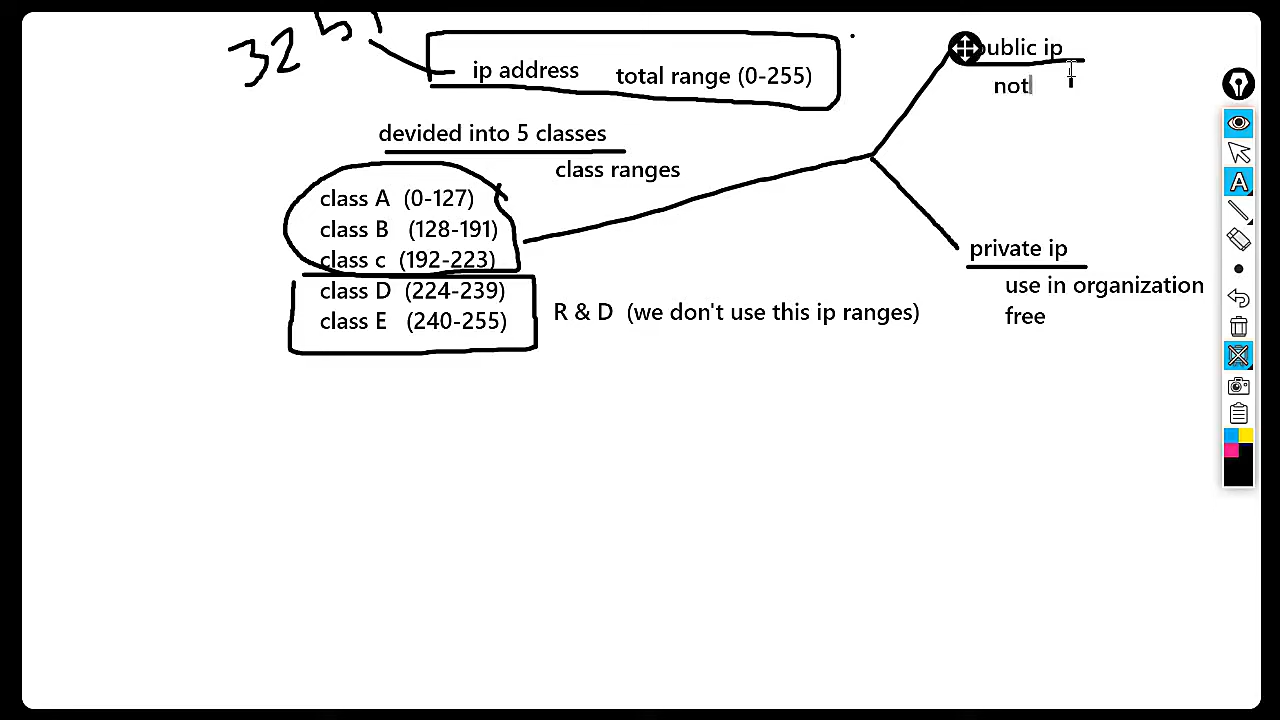 32 bi
ip address total range (0-255)
devided into 5 classes
class ranges
class A (0-127)
class B (128-191)
class c (192-223)
class D (224-239)
class E (240-255)
R & D (we don't use this ip ranges)
public ip
not
private ip
use in organization
free
A